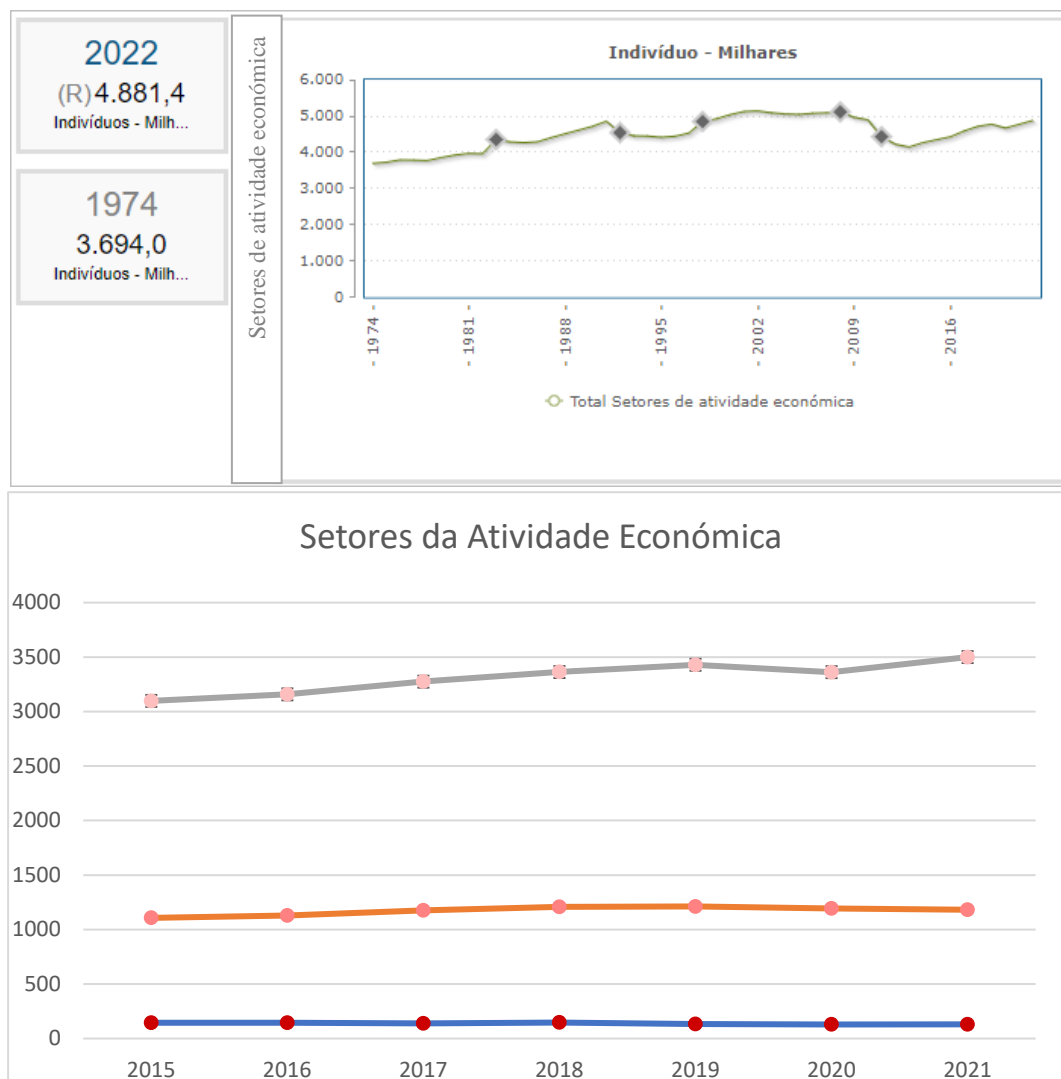 2022
(R) 4.881,4
Indivíduos - Milh...
1974
3.694,0
Indivíduos - Milh...
Setores de atividade económica
Indivíduo - Milhares
6.000
5.000
4.000
3.000
2.000
1.000
0
- 1974 -
- 1981 -
- 1988 -
- 1995 -
- 2002 -
- 2009 -
- 2016 -
Total Setores de atividade económica
Setores da Atividade Económica
4000
3500
3000
2500
2000
1500
1000
500
0
2015 2016 2017 2018 2019 2020 2021